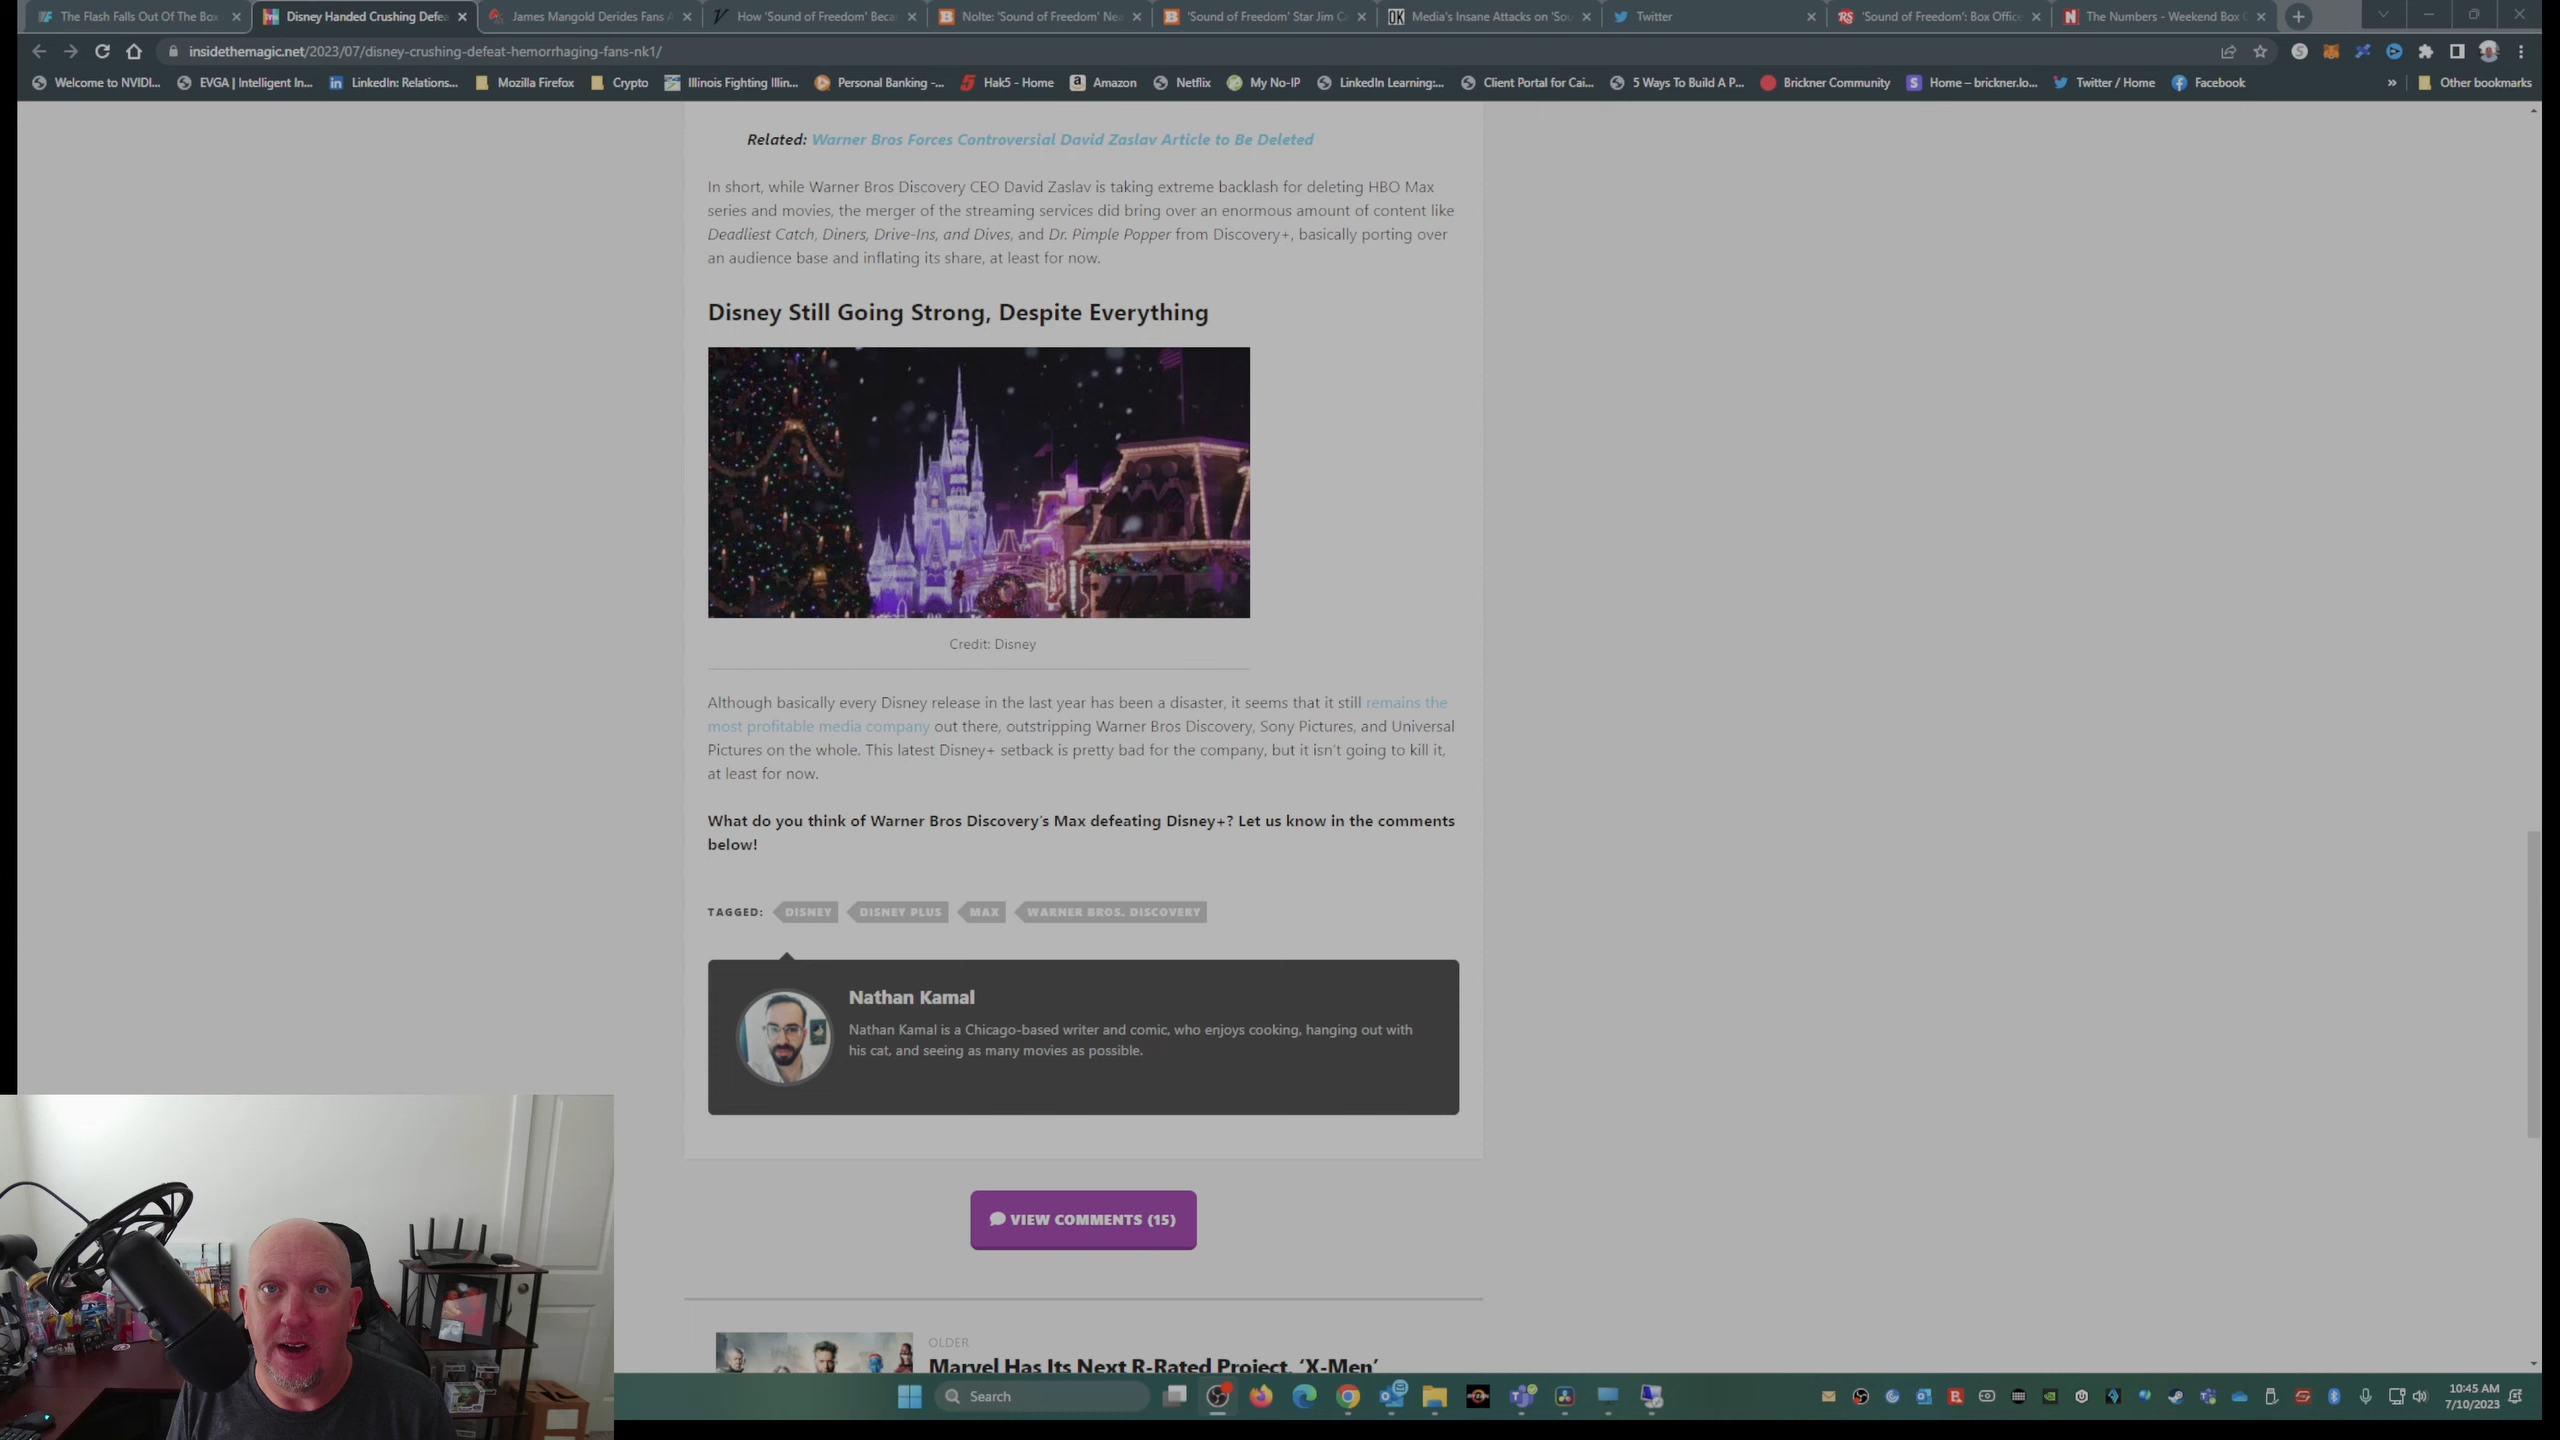 The Flash Falls Out Of The Box
Disney Handed Crushing Defea
James Mangold Derides Fans A
How 'Sound of Freedom' Beca
Nolte: 'Sound of Freedom' Nea
'Sound of Freedom' Star Jim C
Media's Insane Attacks on 'Sou
Twitter
'Sound of Freedom': Box Office
The Numbers - Weekend Box O
insidethemagic.net/2023/07/disney-crushing-defeat-hemorrhaging-fans-nk1/
Welcome to NVIDI...
EVGA | Intelligent In...
LinkedIn: Relations...
Mozilla Firefox
Crypto
Illinois Fighting Illin...
Personal Banking -...
Hak5 - Home
Amazon
Netflix
My No-IP
LinkedIn Learning:...
Client Portal for Cai...
5 Ways To Build A P...
Brickner Community
Home – brickner.lo...
Twitter / Home
Facebook
Other bookmarks
Related: Warner Bros Forces Controversial David Zaslav Article to Be Deleted
In short, while Warner Bros Discovery CEO David Zaslav is taking extreme backlash for deleting HBO Max
series and movies, the merger of the streaming services did bring over an enormous amount of content like
Deadliest Catch, Diners, Drive-Ins, and Dives, and Dr. Pimple Popper from Discovery+, basically porting over
an audience base and inflating its share, at least for now.
Disney Still Going Strong, Despite Everything
Credit: Disney
Although basically every Disney release in the last year has been a disaster, it seems that it still remains the
most profitable media company out there, outstripping Warner Bros Discovery, Sony Pictures, and Universal
Pictures on the whole. This latest Disney+ setback is pretty bad for the company, but it isn't going to kill it,
at least for now.
What do you think of Warner Bros Discovery's Max defeating Disney+? Let us know in the comments
below!
TAGGED: DISNEY DISNEY PLUS MAX WARNER BROS. DISCOVERY
Nathan Kamal
Nathan Kamal is a Chicago-based writer and comic, who enjoys cooking, hanging out with
his cat, and seeing as many movies as possible.
VIEW COMMENTS (15)
OLDER
Marvel Has Its Next R-Rated Project, 'X-Men'
Search
10:45 AM
7/10/2023